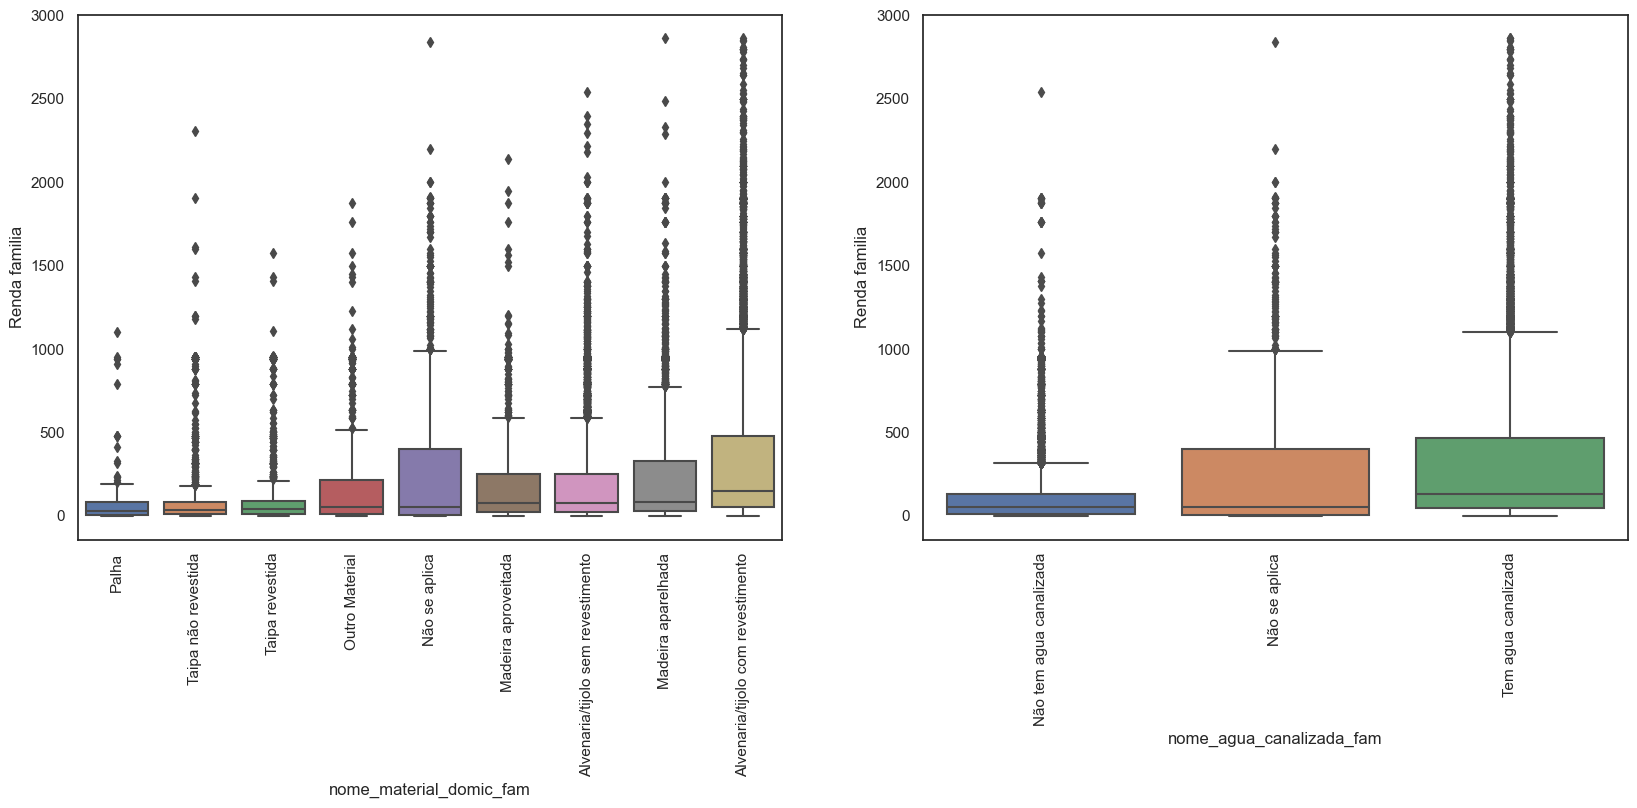 3000
2500
2000
1500
1000
500
0
Renda familia
Palha
Taipa não revestida
Taipa revestida
Outro Material
Não se aplica
Madeira aproveitada
Alvenaria/tijolo sem revestimento
Madeira aparelhada
Alvenaria/tijolo com revestimento
nome_material_domic_fam
3000
2500
2000
1500
1000
500
0
Renda familia
Não tem agua canalizada
Não se aplica
Tem agua canalizada
nome_agua_canalizada_fam